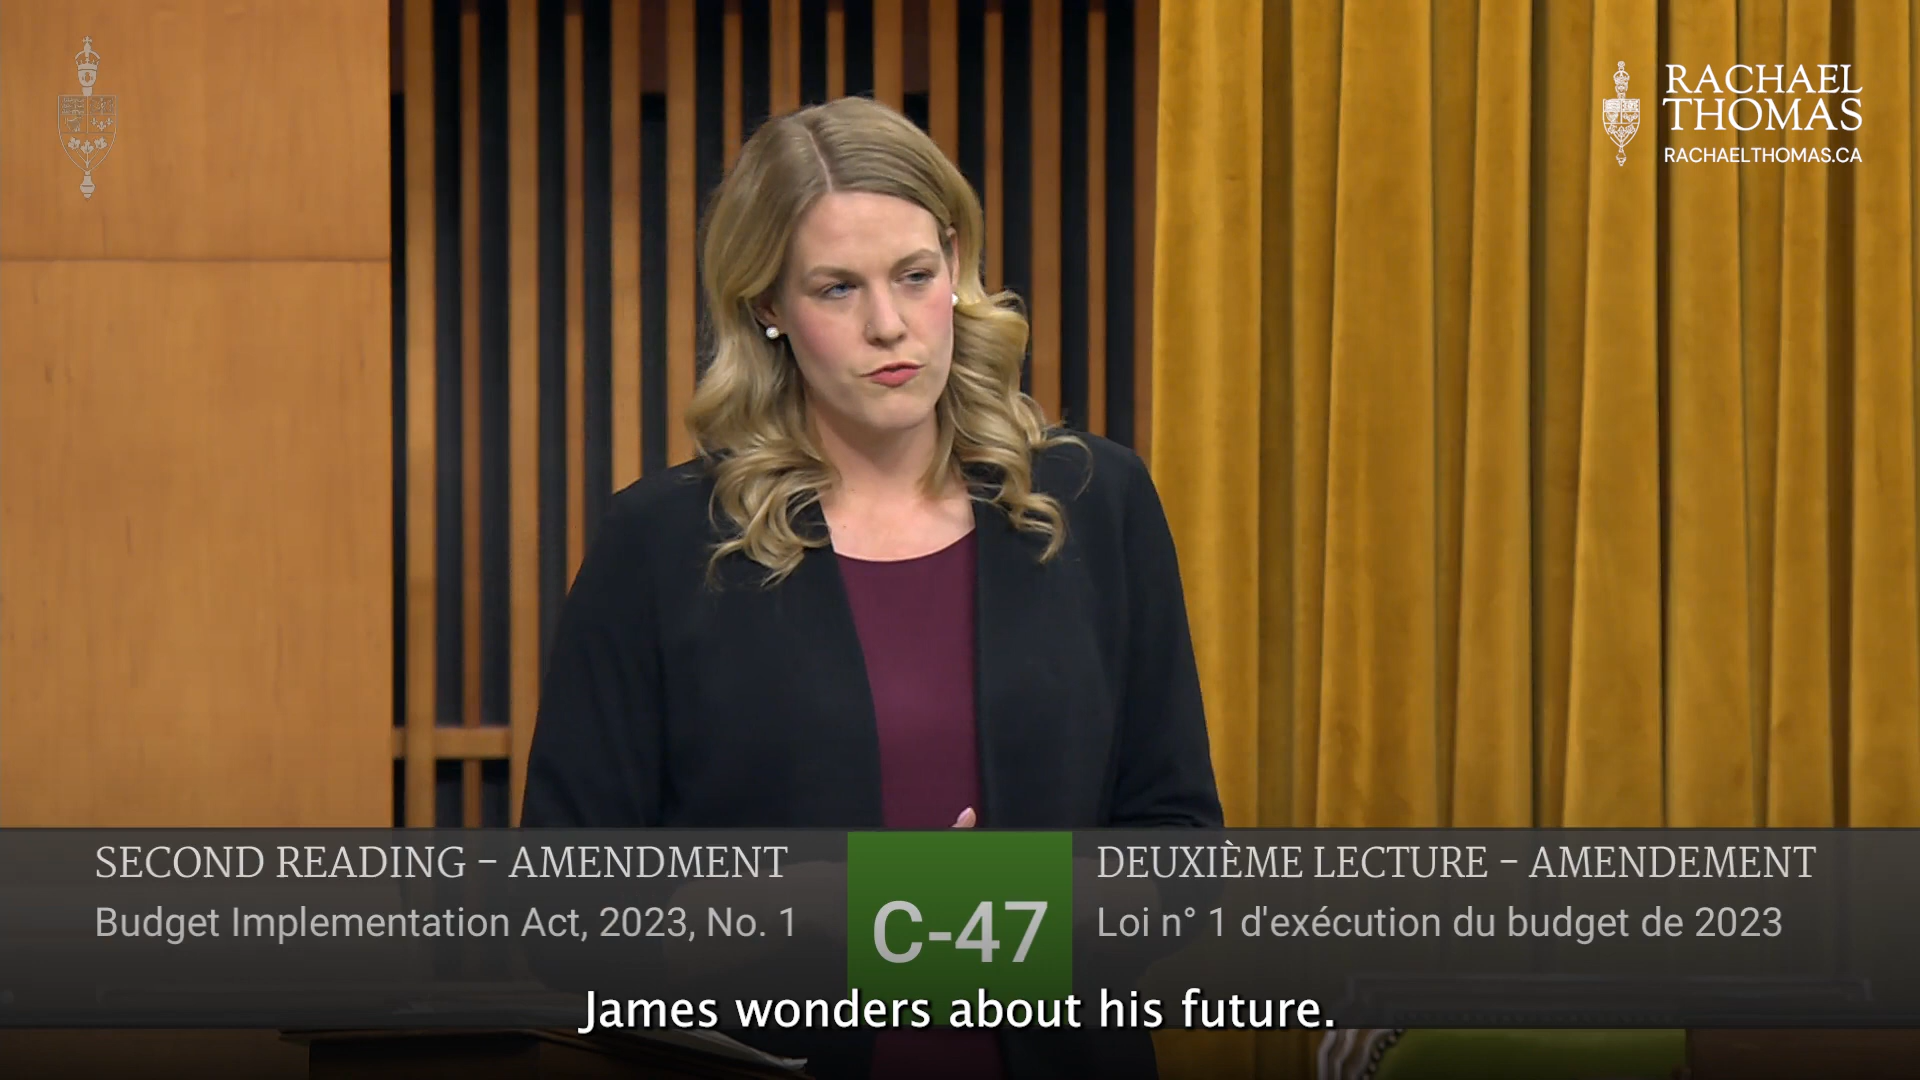 RACHAEL
THOMAS
RACHAELTHOMAS.CA
SECOND READING – AMENDMENT
Budget Implementation Act, 2023, No. 1
C-47
DEUXIÈME LECTURE – AMENDEMENT
Loi n° 1 d'exécution du budget de 2023
James wonders about his future.